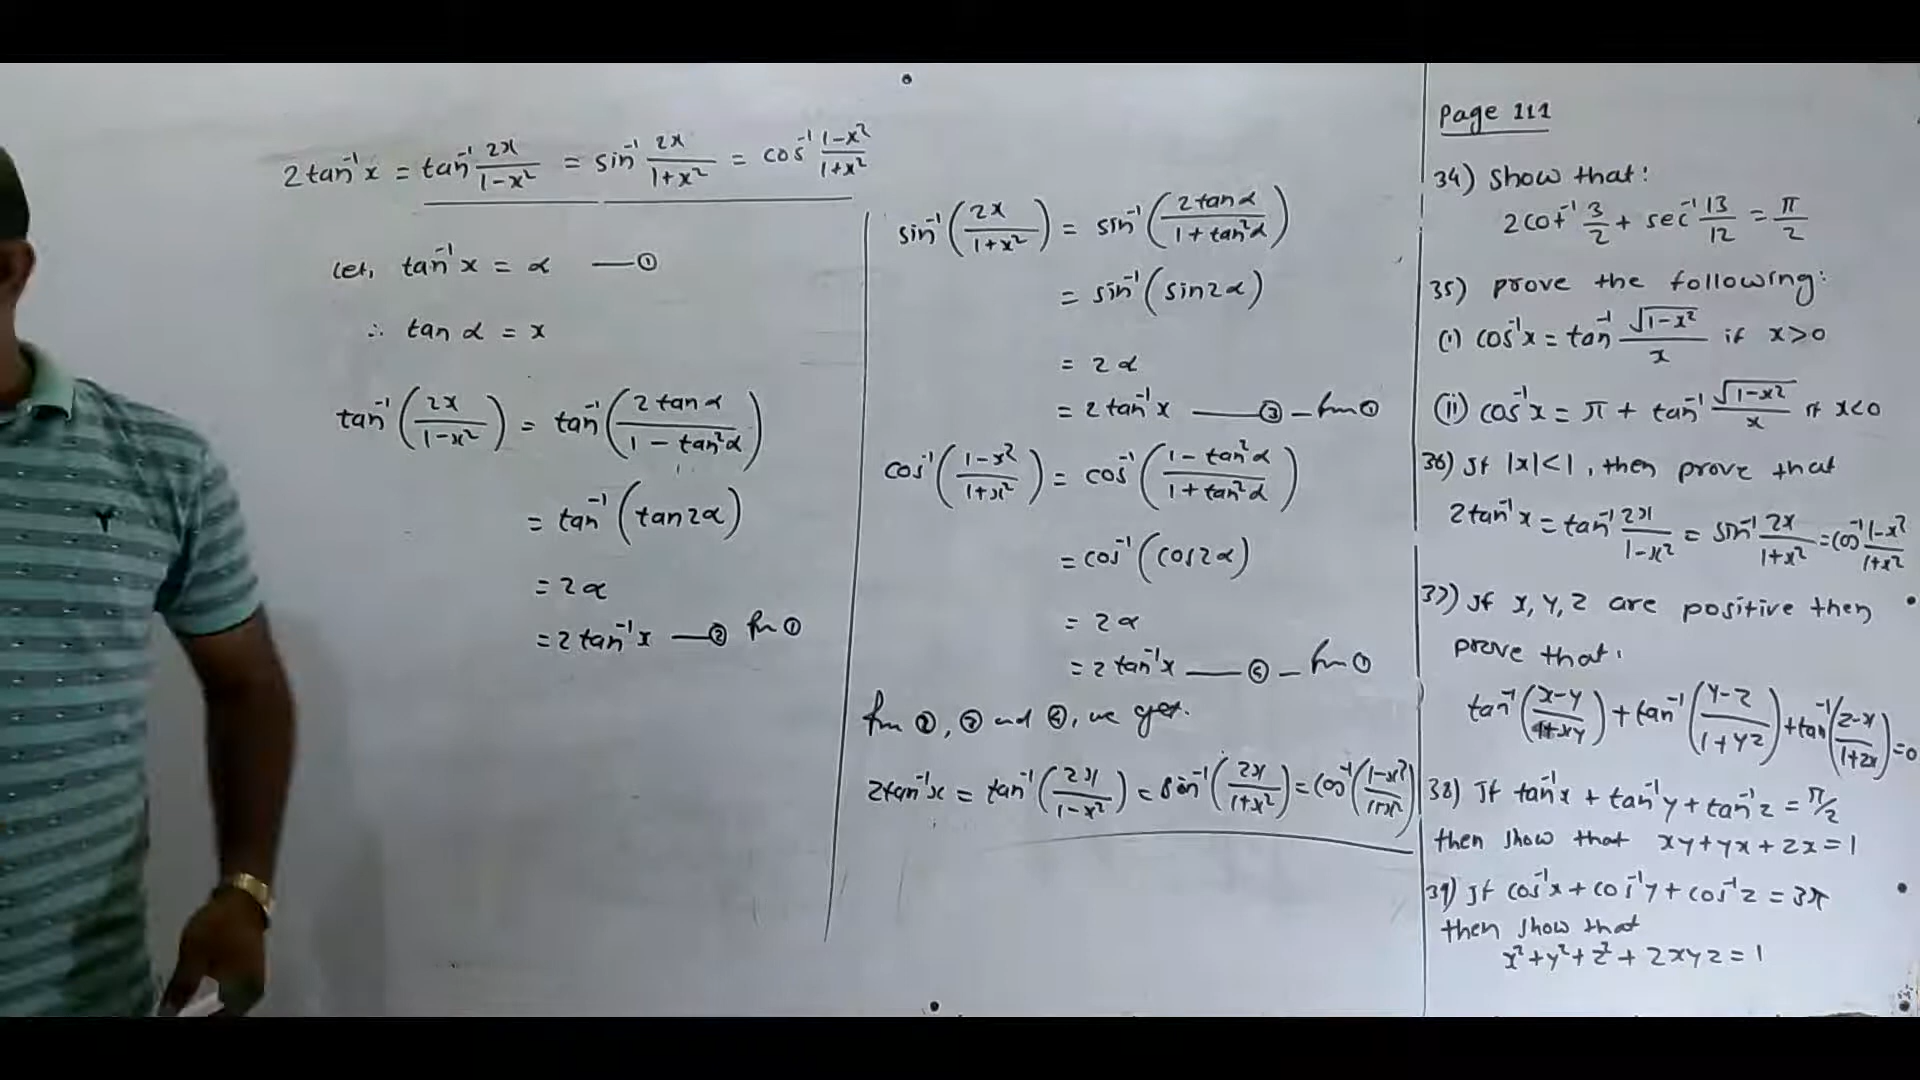 2tan⁻¹x = tan⁻¹ 2x/(1-x²) = sin⁻¹ 2x/(1+x²) = cos⁻¹ (1-x²)/(1+x²)
Let, tan⁻¹x = α —①
∴ tan α = x
tan⁻¹(2x/(1-x²)) = tan⁻¹(2 tan α/(1 - tan²α))
= tan⁻¹(tan2α)
= 2α
= 2 tan⁻¹x —② fm ①
sin⁻¹(2x/(1+x²)) = sin⁻¹(2 tan α/(1 + tan²α))
= sin⁻¹(sin2α)
= 2α
= 2 tan⁻¹x —③ - fm ①
cos⁻¹((1-x²)/(1+x²)) = cos⁻¹((1 - tan²α)/(1 + tan²α))
= cos⁻¹(cos2α)
= 2α
= 2 tan⁻¹x —④ - fm ①
fm ②, ③ and ④, we get.
2tan⁻¹x = tan⁻¹(2x/(1-x²)) = sin⁻¹(2x/(1+x²)) = cos⁻¹((1-x²)/(1+x²))
Page 111
34) Show that:
2cot⁻¹ 3/2 + sec⁻¹ 13/12 = π/2
35) prove the following:
(i) cos⁻¹x = tan⁻¹ √(1-x²)/x if x>0
(ii) cos⁻¹x = π + tan⁻¹ √(1-x²)/x if x<0
36) If |x|<1, then prove that
2tan⁻¹x = tan⁻¹ 2x/(1-x²) = sin⁻¹ 2x/(1+x²) = cos⁻¹ (1-x²)/(1+x²)
37) If x, y, z are positive then
prove that:
tan⁻¹((x-y)/(1+xy)) + tan⁻¹((y-z)/(1+yz)) + tan⁻¹((z-x)/(1+zx)) = 0
38) If tan⁻¹x + tan⁻¹y + tan⁻¹z = π/2
then show that xy+yx+zx=1
39) If cos⁻¹x + cos⁻¹y + cos⁻¹z = 3π
then show that
x²+y²+z²+2xyz=1